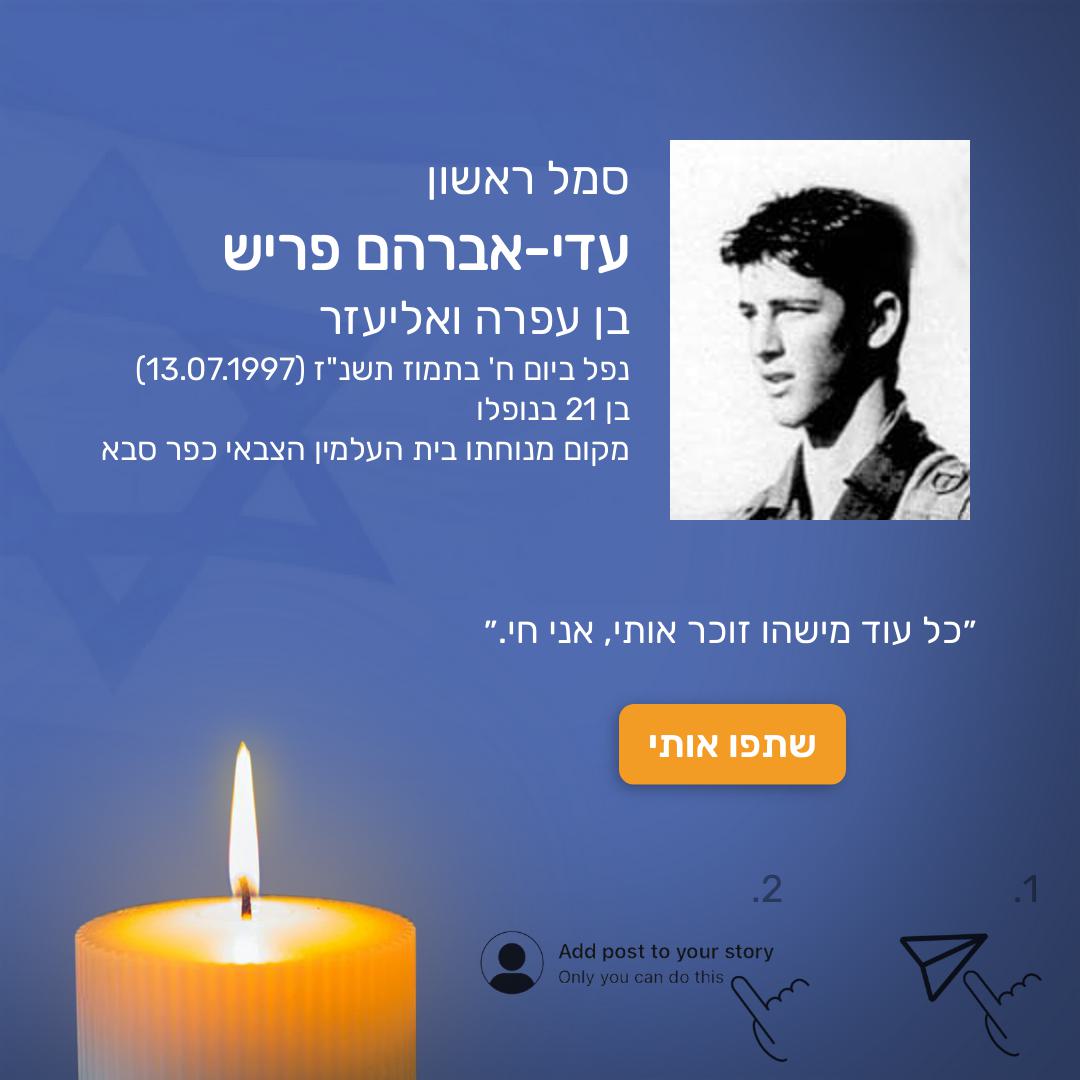 סמל ראשון
עדי-אברהם פריש
בן עפרה ואליעזר
נפל ביום ח' בתמוז תשנ"ז (13.07.1997)
בן 21 בנופלו
מקום מנוחתו בית העלמין הצבאי כפר סבא
״כל עוד מישהו זוכר אותי, אני חי.״
שתפו אותי
1.
2.
Add post to your story
Only you can do this